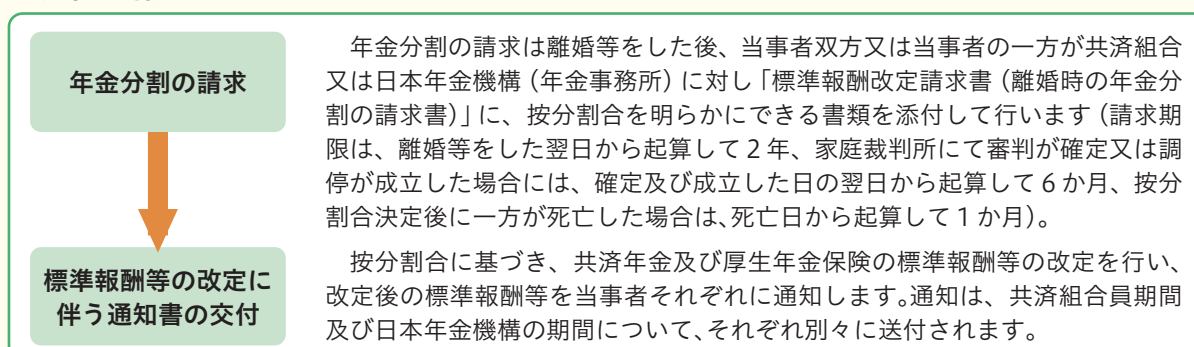 年金分割の請求
年金分割の請求は離婚等をした後、当事者双方又は当事者の一方が共済組合
又は日本年金機構（年金事務所）に対し「標準報酬改定請求書（離婚時の年金分
割の請求書）」に、按分割合を明らかにできる書類を添付して行います（請求期
限は、離婚等をした翌日から起算して２年、家庭裁判所にて審判が確定又は調
停が成立した場合には、確定及び成立した日の翌日から起算して６か月、按分
割合決定後に一方が死亡した場合は、死亡日から起算して１か月）。
標準報酬等の改定に
伴う通知書の交付
按分割合に基づき、共済年金及び厚生年金保険の標準報酬等の改定を行い、
改定後の標準報酬等を当事者それぞれに通知します。通知は、共済組合員期間
及び日本年金機構の期間について、それぞれ別々に送付されます。